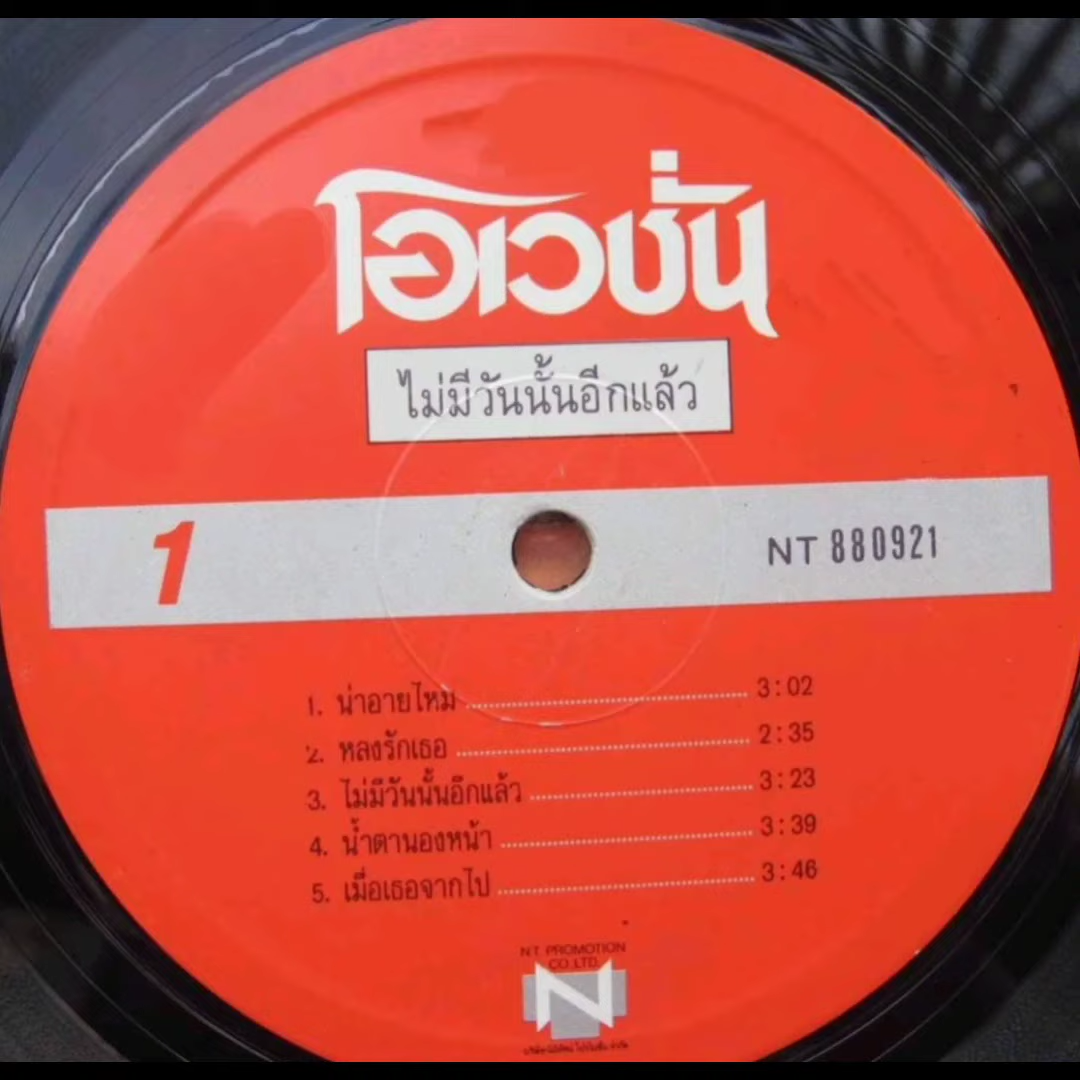 โอเวชั่น
ไม่มีวันนั้นอีกแล้ว
1 NT 880921
1. น่าอายไหม 3:02
2. หลงรักเธอ 2:35
3. ไม่มีวันนั้นอีกแล้ว 3:23
4. น้ำตานองหน้า 3:39
5. เมื่อเธอจากไป 3:46
N.T. PROMOTION
CO.,LTD.
N